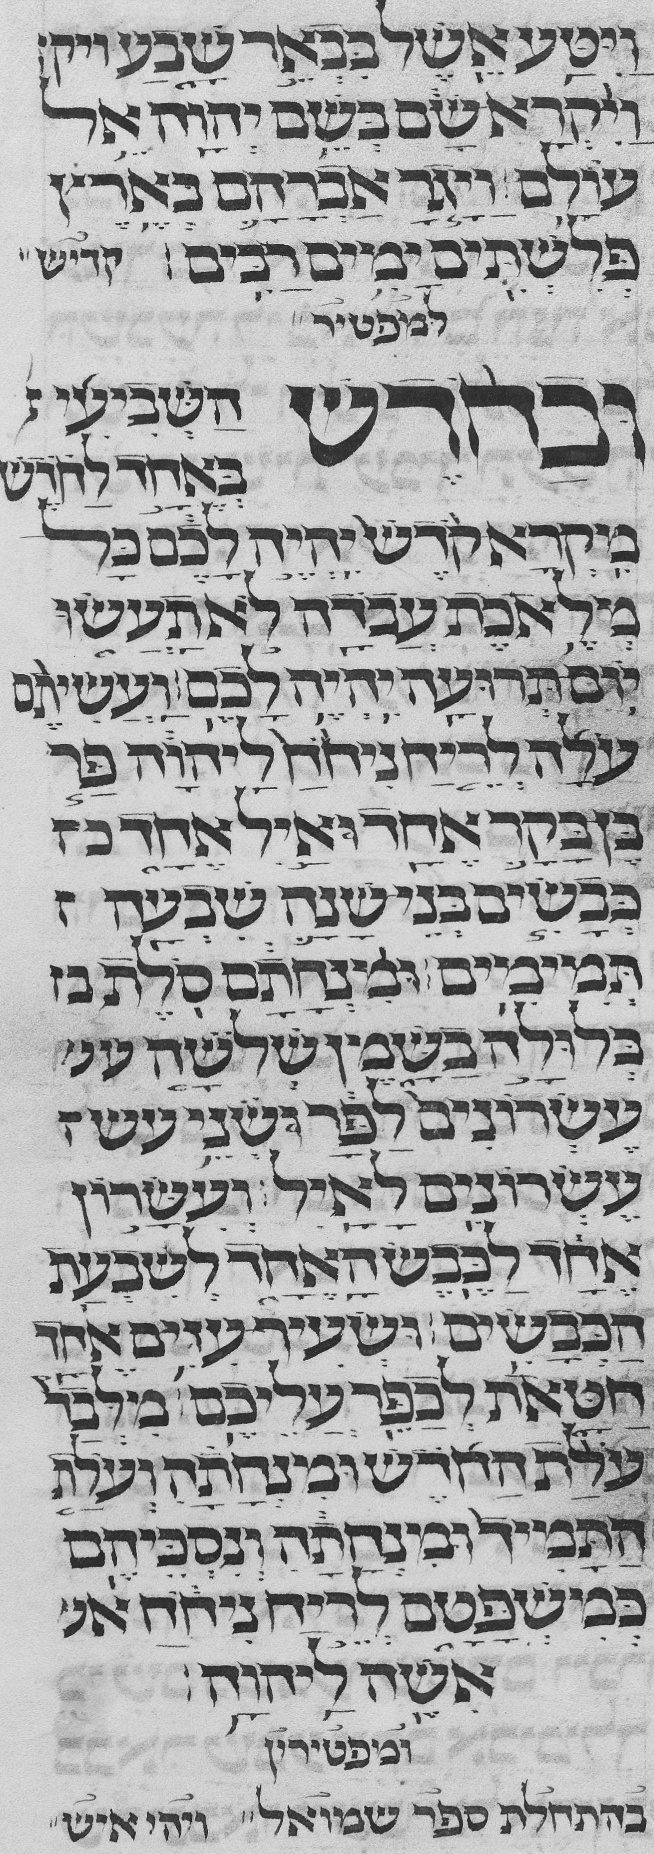 ויטע אשל בבאר שבע ויק
ויקרא שם בשם יהוה אל
עולם: ויגר אברהם בארץ
פלשתים ימים רבים: קדיש
למפטיר
ובחדש השביעי
באחד לחדש
מקרא קדש יהיה לכם כל
מלאכת עבדה לא תעשו
יום תרועה יהיה לכם: ועשיתם
עלה לריח ניחח ליהוה פר
בן בקר אחד ואיל אחד כ
כבשים בני שנה שבעה
תמימים: ומנחתם סלת ב
בלולה בשמן שלשה ע
עשרונים לפר ושני עש
עשרונים לאיל: ועשרון
אחד לכבש האחד לשבעת
הכבשים: ושעיר עזים אחד
חטאת לכפר עליכם: מלבד
עלת החדש ומנחתה ועלת
התמיד ומנחתה ונסכיהם
כמשפטם לריח ניחח א
אשה ליהוה:
ומפטירין
בהתחלת ספר שמואל ויהי איש